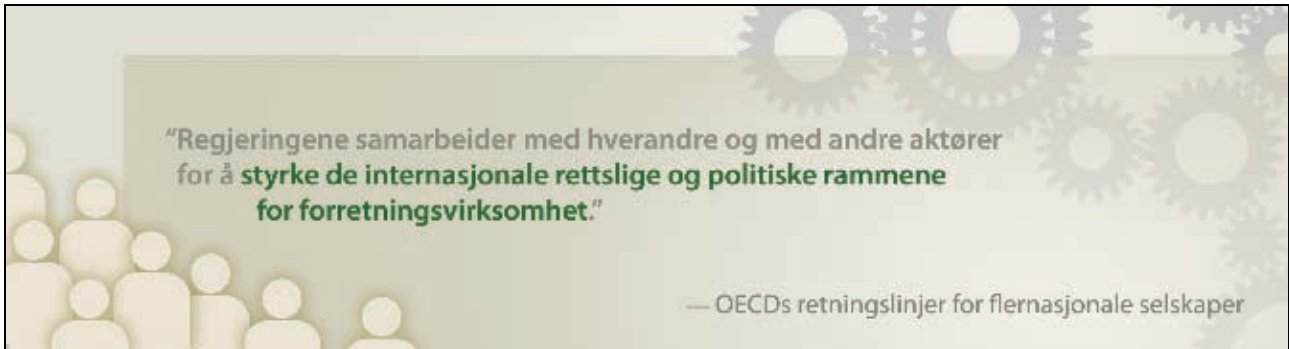 “Regjeringene samarbeider med hverandre og med andre aktører
for å styrke de internasjonale rettslige og politiske rammene
for forretningsvirksomhet.”
— OECDs retningslinjer for flernasjonale selskaper